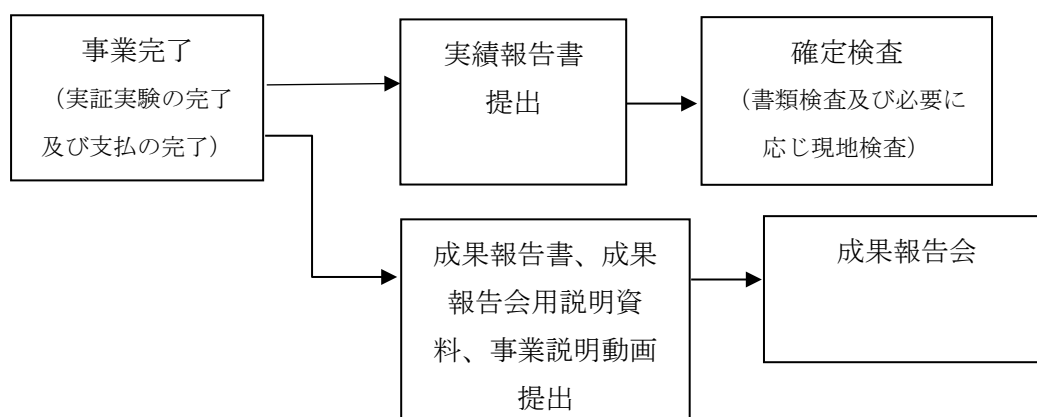 事業完了
（実証実験の完了
及び支払の完了）
実績報告書
提出
確定検査
（書類検査及び必要に
応じ現地検査）
成果報告書、成果
報告会用説明資
料、事業説明動画
提出
成果報告会